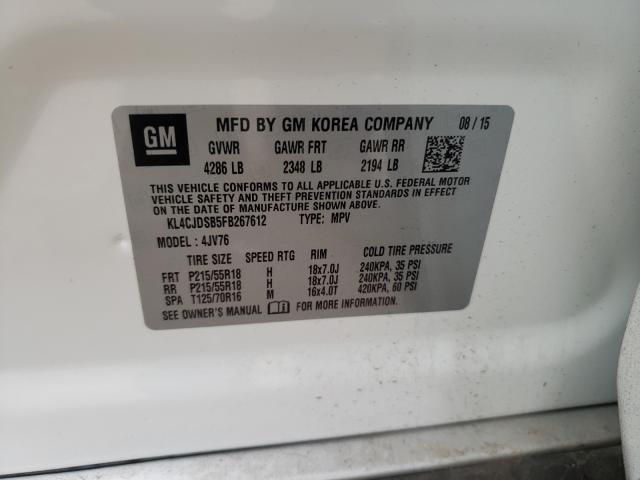 GM
MFD BY GM KOREA COMPANY 08 / 15
GVWR GAWR FRT GAWR RR
4286 LB 2348 LB 2194 LB
THIS VEHICLE CONFORMS TO ALL APPLICABLE U.S. FEDERAL MOTOR
VEHICLE SAFETY AND THEFT PREVENTION STANDARDS IN EFFECT
ON THE DATE OF MANUFACTURE SHOWN ABOVE.
KL4CJDSB5FB267612 TYPE: MPV
MODEL: 4JV76
TIRE SIZE SPEED RTG RIM COLD TIRE PRESSURE
FRT P215/55R18 H 18x7.0J 240KPA, 35 PSI
RR P215/55R18 H 18x7.0J 240KPA, 35 PSI
SPA T125/70R16 M 16x4.0T 420KPA, 60 PSI
SEE OWNER'S MANUAL FOR MORE INFORMATION.